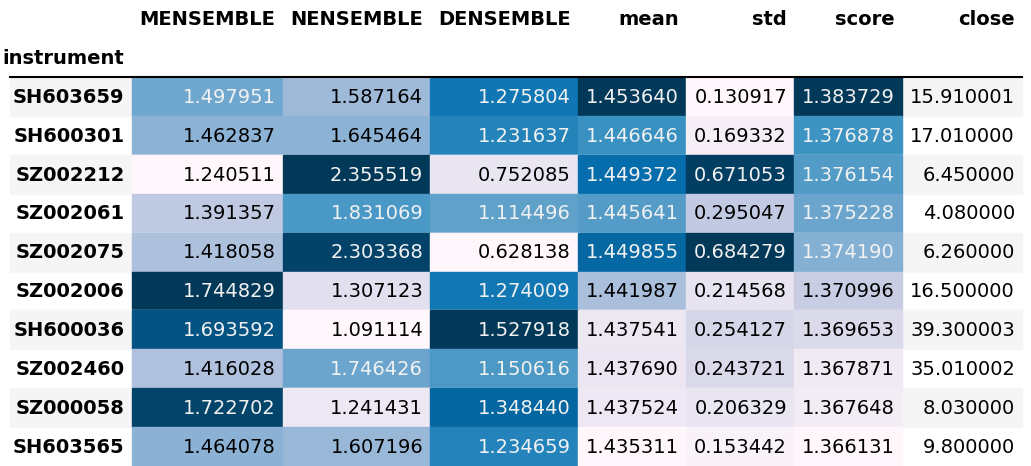 MENSEMBLE NENSEMBLE DENSEMBLE mean std score close
instrument
SH603659 1.497951 1.587164 1.275804 1.453640 0.130917 1.383729 15.910001
SH600301 1.462837 1.645464 1.231637 1.446646 0.169332 1.376878 17.010000
SZ002212 1.240511 2.355519 0.752085 1.449372 0.671053 1.376154 6.450000
SZ002061 1.391357 1.831069 1.114496 1.445641 0.295047 1.375228 4.080000
SZ002075 1.418058 2.303368 0.628138 1.449855 0.684279 1.374190 6.260000
SZ002006 1.744829 1.307123 1.274009 1.441987 0.214568 1.370996 16.500000
SH600036 1.693592 1.091114 1.527918 1.437541 0.254127 1.369653 39.300003
SZ002460 1.416028 1.746426 1.150616 1.437690 0.243721 1.367871 35.010002
SZ000058 1.722702 1.241431 1.348440 1.437524 0.206329 1.367648 8.030000
SH603565 1.464078 1.607196 1.234659 1.435311 0.153442 1.366131 9.800000